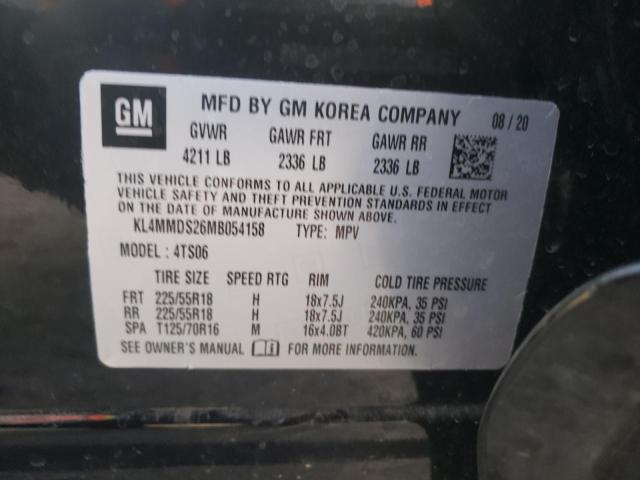 GM
MFD BY GM KOREA COMPANY 08/20
GVWR GAWR FRT GAWR RR
4211 LB 2336 LB 2336 LB
THIS VEHICLE CONFORMS TO ALL APPLICABLE U.S. FEDERAL MOTOR
VEHICLE SAFETY AND THEFT PREVENTION STANDARDS IN EFFECT
ON THE DATE OF MANUFACTURE SHOWN ABOVE.
KL4MMDS26MB054158 TYPE: MPV
MODEL: 4TS06
TIRE SIZE SPEED RTG RIM COLD TIRE PRESSURE
FRT 225/55R18 H 18x7.5J 240KPA, 35 PSI
RR 225/55R18 H 18x7.5J 240KPA, 35 PSI
SPA T125/70R16 M 16x4.0BT 420KPA, 60 PSI
SEE OWNER'S MANUAL FOR MORE INFORMATION.